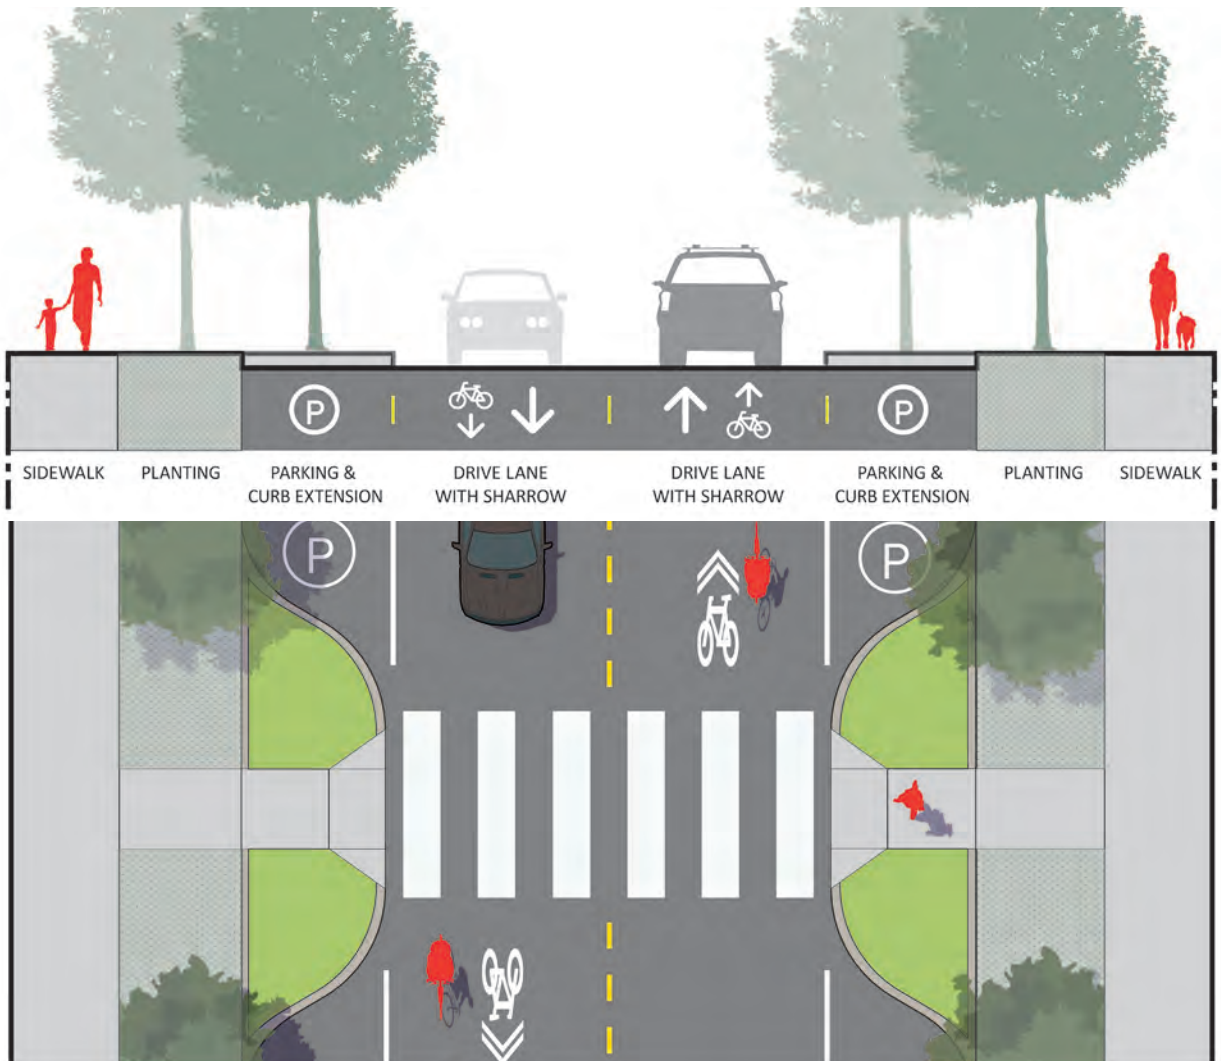 P
P
SIDEWALK
PLANTING
PARKING &
CURB EXTENSION
DRIVE LANE
WITH SHARROW
DRIVE LANE
WITH SHARROW
PARKING &
CURB EXTENSION
PLANTING
SIDEWALK
P
P